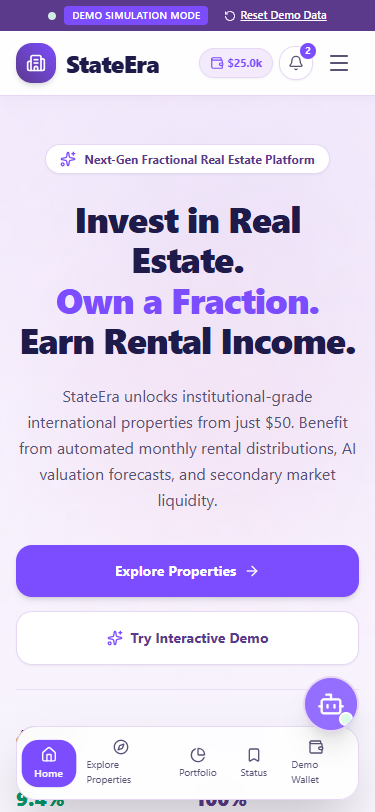 DEMO SIMULATION MODE Reset Demo Data
StateEra $25.0k 2
Next-Gen Fractional Real Estate Platform
Invest in Real
Estate.
Own a Fraction.
Earn Rental Income.
StateEra unlocks institutional-grade
international properties from just $50. Benefit
from automated monthly rental distributions, AI
valuation forecasts, and secondary market
liquidity.
Explore Properties
Try Interactive Demo
Home
Explore
Properties
Portfolio
Status
Demo
Wallet
9.4%
100%